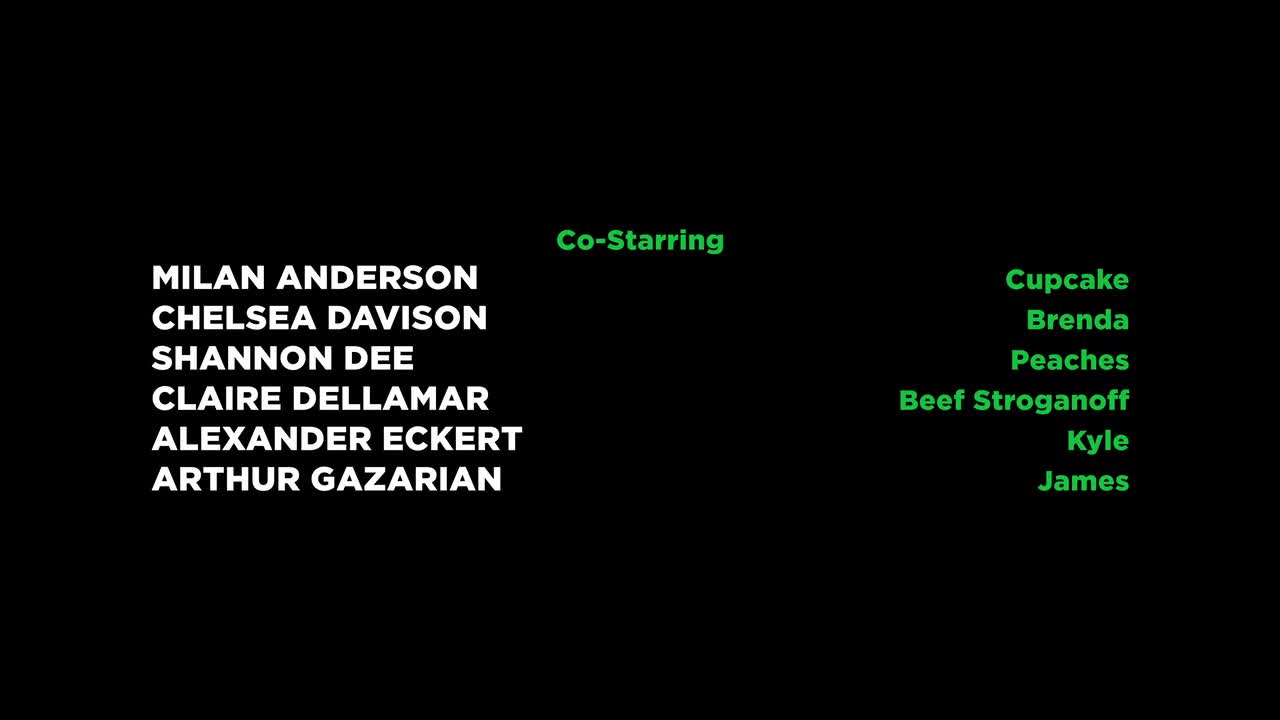 Co-Starring
MILAN ANDERSON Cupcake
CHELSEA DAVISON Brenda
SHANNON DEE Peaches
CLAIRE DELLAMAR Beef Stroganoff
ALEXANDER ECKERT Kyle
ARTHUR GAZARIAN James